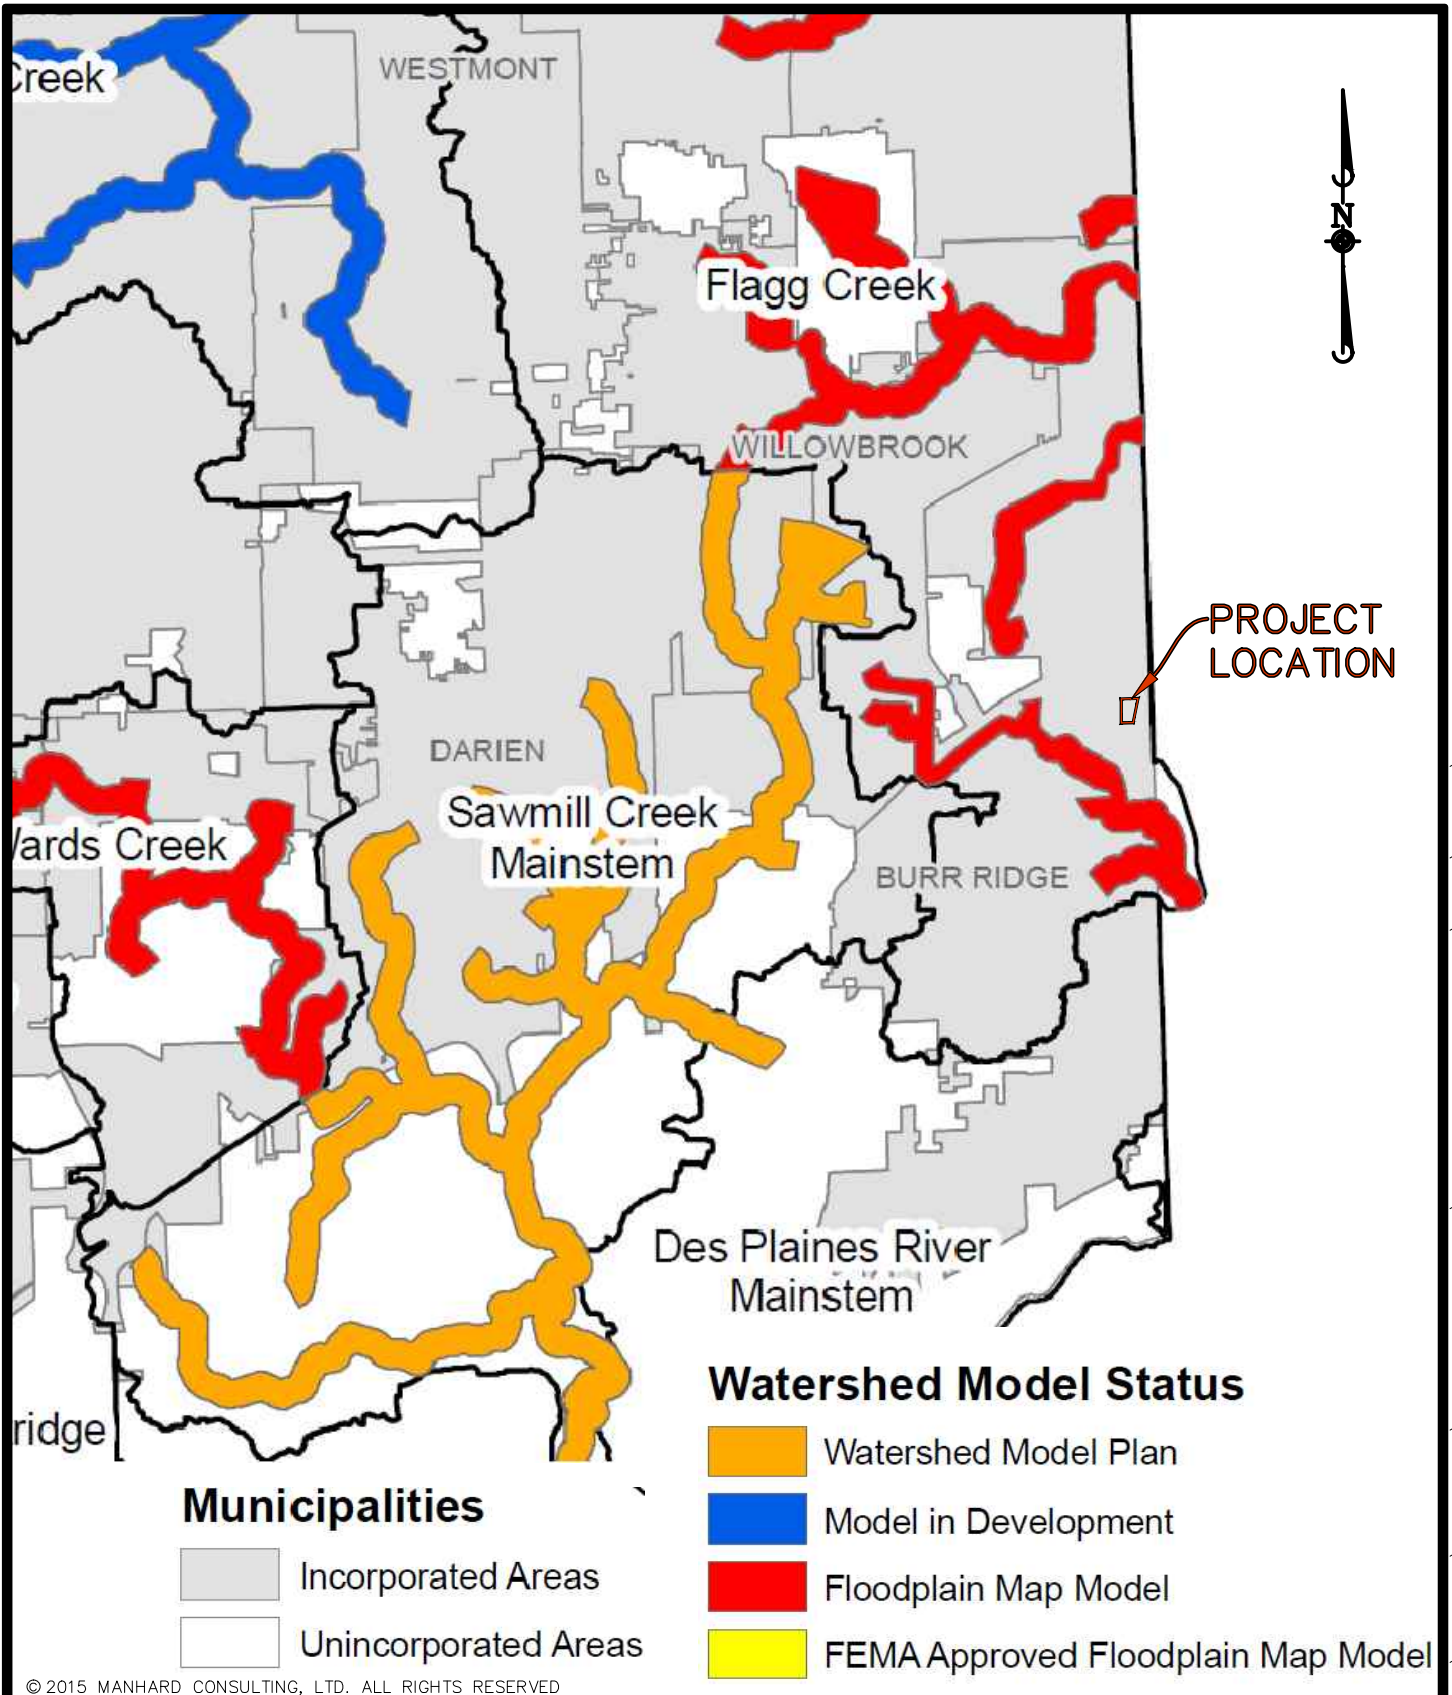 Creek
WESTMONT
N
Flagg Creek
WILLOWBROOK
PROJECT
LOCATION
DARIEN
Sawmill Creek
Mainstem
Wards Creek
BURR RIDGE
Des Plaines River
Mainstem
ridge
Watershed Model Status
Watershed Model Plan
Model in Development
Floodplain Map Model
FEMA Approved Floodplain Map Model
Municipalities
Incorporated Areas
Unincorporated Areas
© 2015 MANHARD CONSULTING, LTD. ALL RIGHTS RESERVED